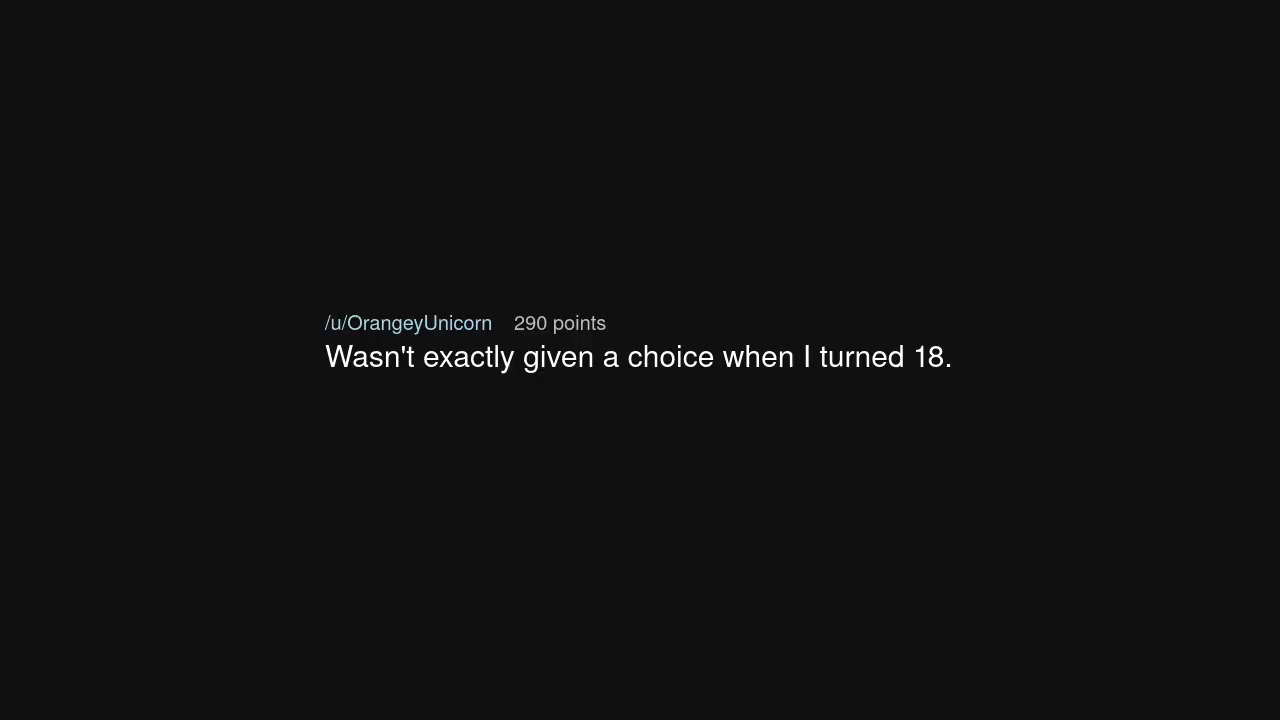 /u/OrangeyUnicorn 290 points
Wasn't exactly given a choice when I turned 18.